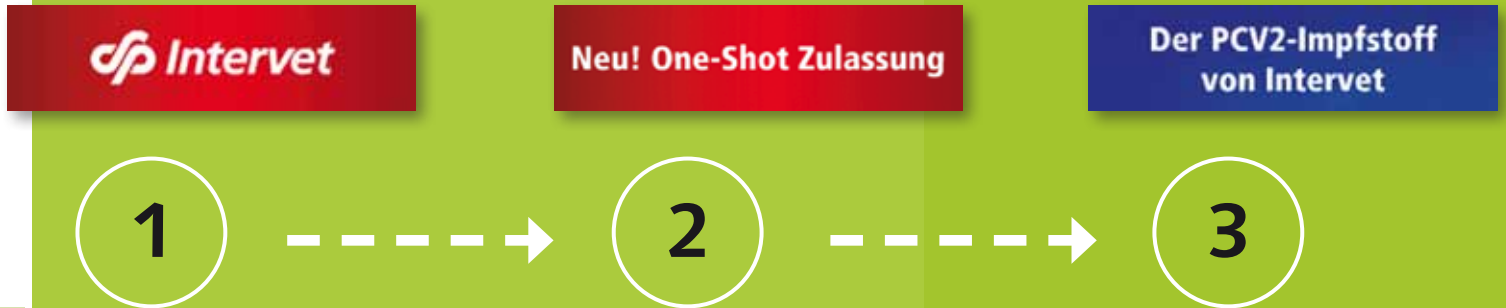 Intervet
Neu! One-Shot Zulassung
Der PCV2-Impfstoff
von Intervet
1
2
3